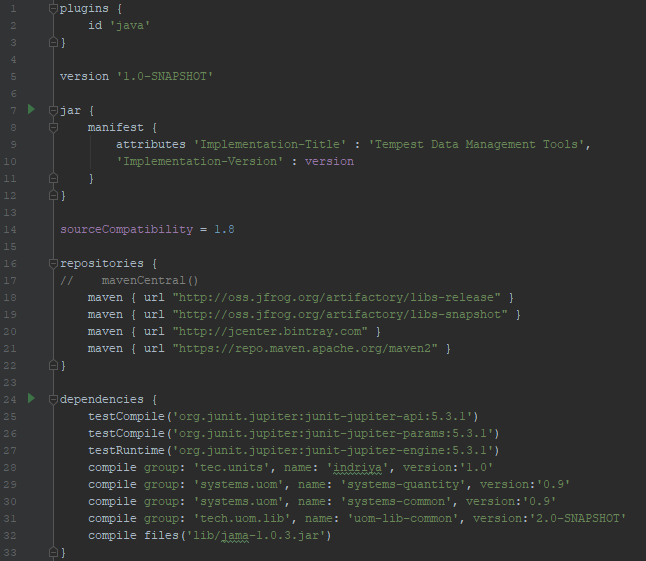 1 plugins {
2     id 'java'
3 }
4
5 version '1.0-SNAPSHOT'
6
7 jar {
8     manifest {
9         attributes 'Implementation-Title' : 'Tempest Data Management Tools',
10         'Implementation-Version' : version
11     }
12 }
13
14 sourceCompatibility = 1.8
15
16 repositories {
17 //    mavenCentral()
18     maven { url "http://oss.jfrog.org/artifactory/libs-release" }
19     maven { url "http://oss.jfrog.org/artifactory/libs-snapshot" }
20     maven { url "http://jcenter.bintray.com" }
21     maven { url "https://repo.maven.apache.org/maven2" }
22 }
23
24 dependencies {
25     testCompile('org.junit.jupiter:junit-jupiter-api:5.3.1')
26     testCompile('org.junit.jupiter:junit-jupiter-params:5.3.1')
27     testRuntime('org.junit.jupiter:junit-jupiter-engine:5.3.1')
28     compile group: 'tec.units', name: 'indriya', version:'1.0'
29     compile group: 'systems.uom', name: 'systems-quantity', version:'0.9'
30     compile group: 'systems.uom', name: 'systems-common', version:'0.9'
31     compile group: 'tech.uom.lib', name: 'uom-lib-common', version:'2.0-SNAPSHOT'
32     compile files('lib/jama-1.0.3.jar')
33 }